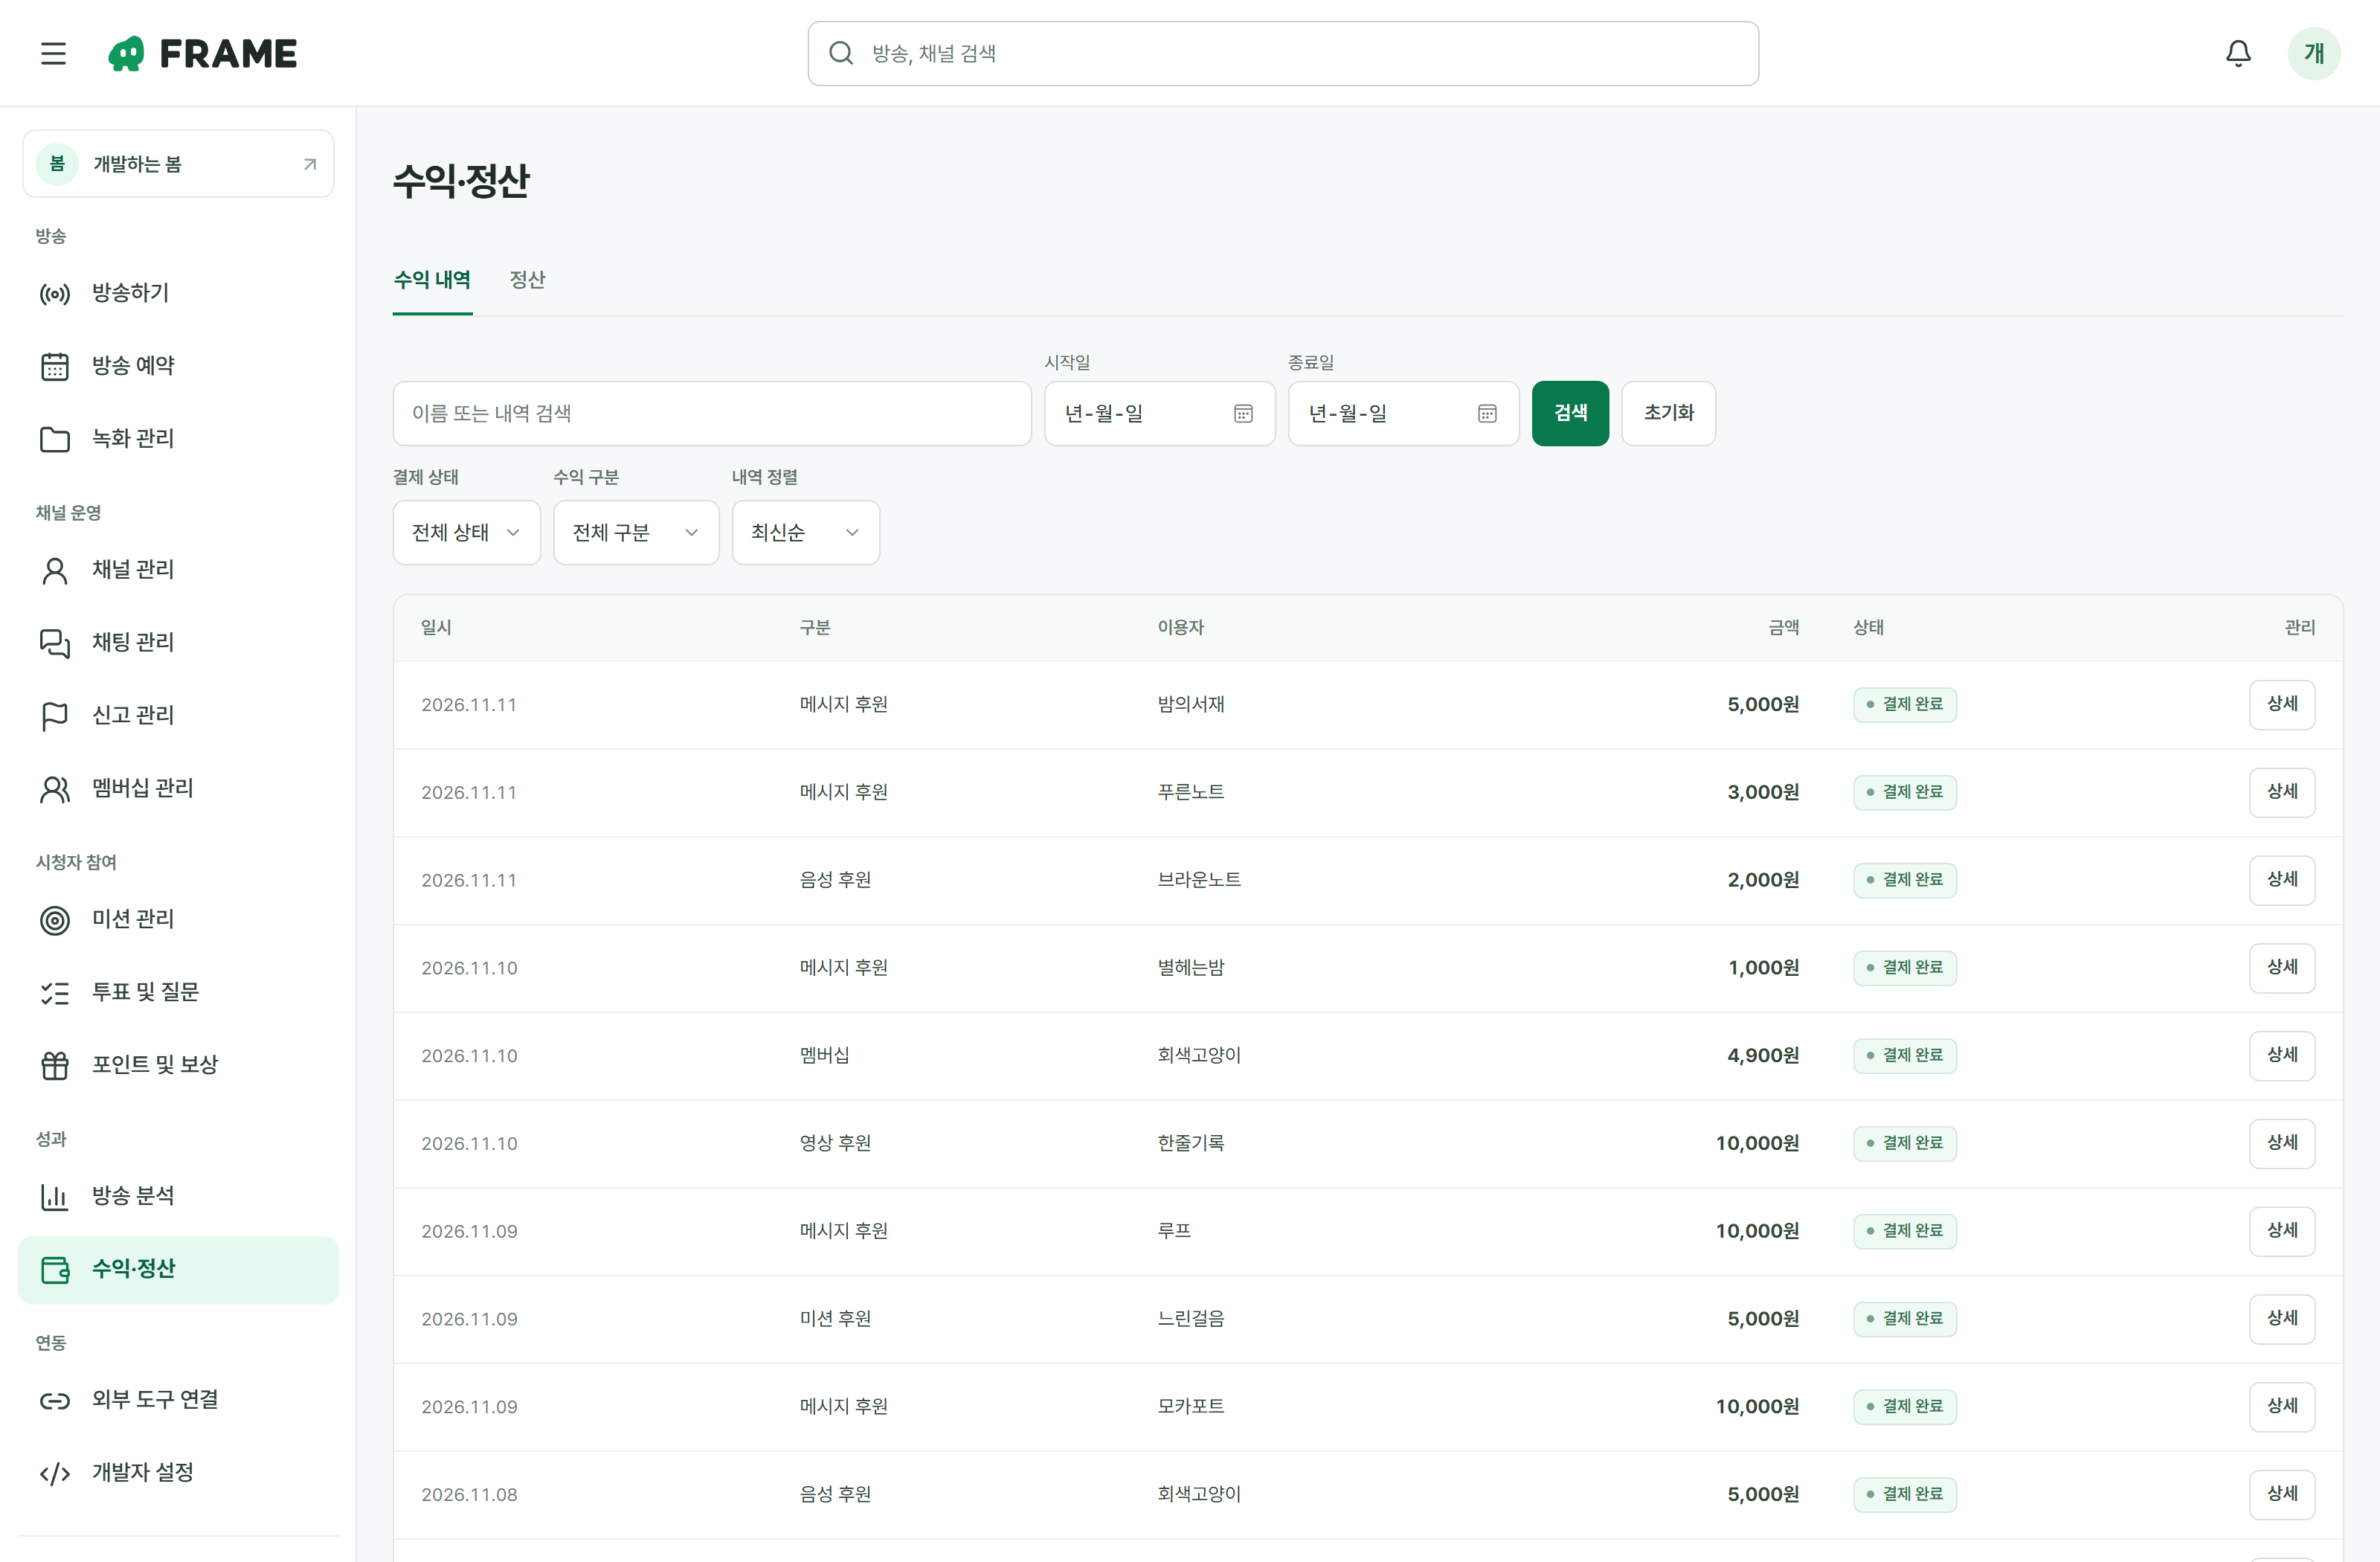 FRAME
방송, 채널 검색
개
봄 개발하는 봄
방송
방송하기
방송 예약
녹화 관리
채널 운영
채널 관리
채팅 관리
신고 관리
멤버십 관리
시청자 참여
미션 관리
투표 및 질문
포인트 및 보상
성과
방송 분석
수익·정산
연동
외부 도구 연결
개발자 설정
수익·정산
수익 내역 정산
시작일 종료일
이름 또는 내역 검색 년-월-일 년-월-일 검색 초기화
결제 상태 수익 구분 내역 정렬
전체 상태 전체 구분 최신순
일시 구분 이용자 금액 상태 관리
2026.11.11 메시지 후원 밤의서재 5,000원 결제 완료 상세
2026.11.11 메시지 후원 푸른노트 3,000원 결제 완료 상세
2026.11.11 음성 후원 브라운노트 2,000원 결제 완료 상세
2026.11.10 메시지 후원 별헤는밤 1,000원 결제 완료 상세
2026.11.10 멤버십 회색고양이 4,900원 결제 완료 상세
2026.11.10 영상 후원 한줄기록 10,000원 결제 완료 상세
2026.11.09 메시지 후원 루프 10,000원 결제 완료 상세
2026.11.09 미션 후원 느린걸음 5,000원 결제 완료 상세
2026.11.09 메시지 후원 모카포트 10,000원 결제 완료 상세
2026.11.08 음성 후원 회색고양이 5,000원 결제 완료 상세